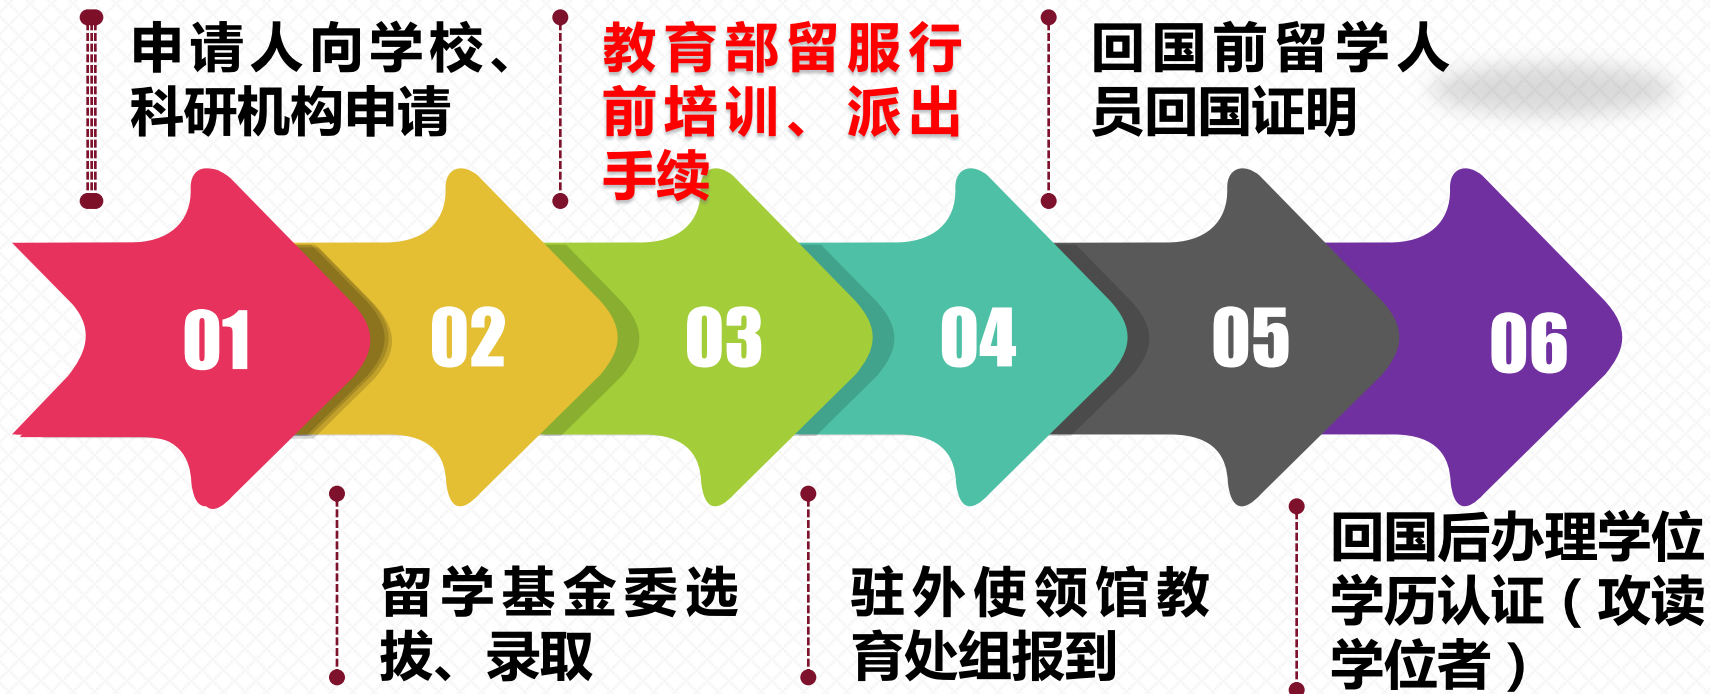 申请人向学校、
科研机构申请
教育部留服行
前培训、派出
手续
回国前留学人
员回国证明
01
02
03
04
05
06
留学基金委选
拔、录取
驻外使领馆教
育处组报到
回国后办理学位
学历认证（攻读
学位者）